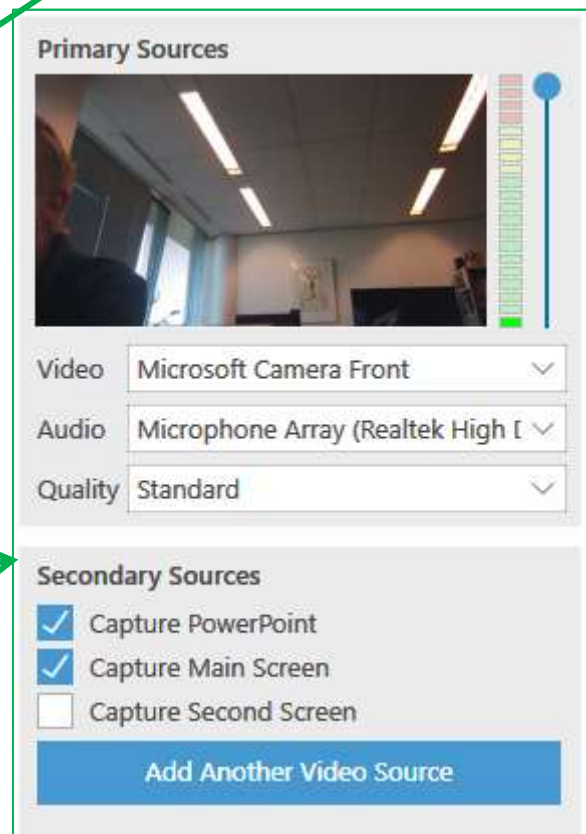 Primary Sources
Video Microsoft Camera Front
Audio Microphone Array (Realtek High D
Quality Standard
Secondary Sources
Capture PowerPoint
Capture Main Screen
Capture Second Screen
Add Another Video Source